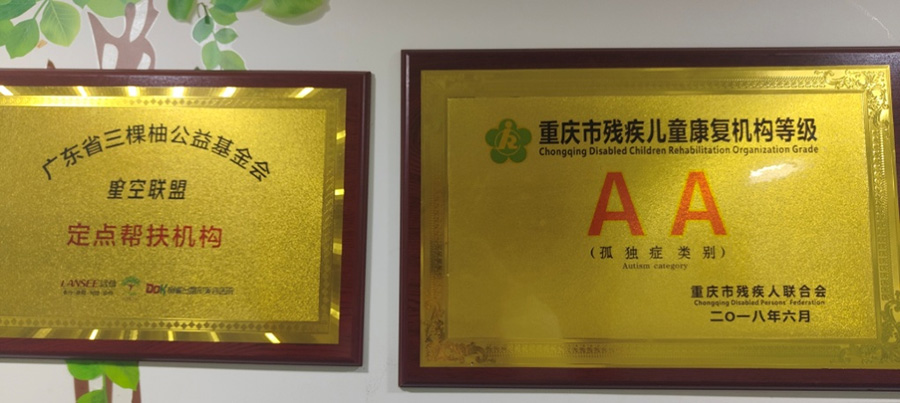 广东省三棵柚公益基金会
星空联盟
定点帮扶机构
LANSEE
重庆市残疾儿童康复机构等级
Chongqing Disabled Children Rehabilitation Organization Grade
AA
(孤独症类别)
Autism category
重庆市残疾人联合会
Chongqing Disabled Persons' Federation
二〇一八年六月